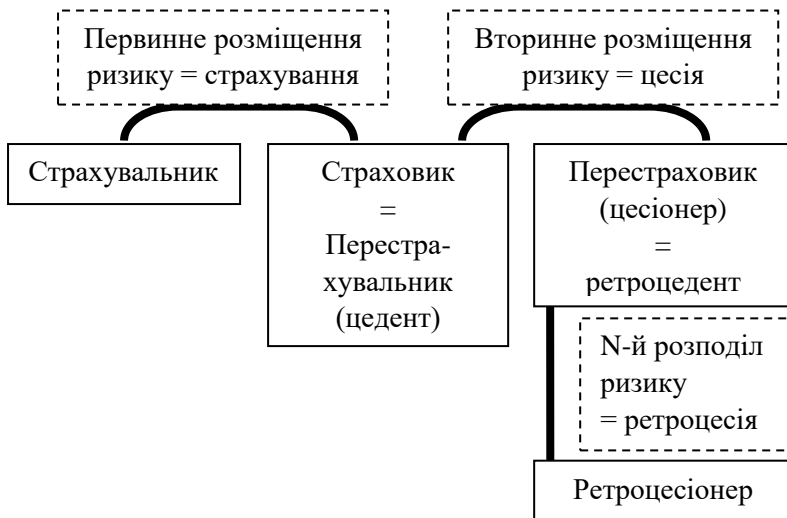 Первинне розміщення
ризику = страхування
Вторинне розміщення
ризику = цесія
Страхувальник
Страховик
=
Перестра-
хувальник
(цедент)
Перестраховик
(цесіонер)
=
ретроцедент
N-й розподіл
ризику
= ретроцесія
Ретроцесіонер